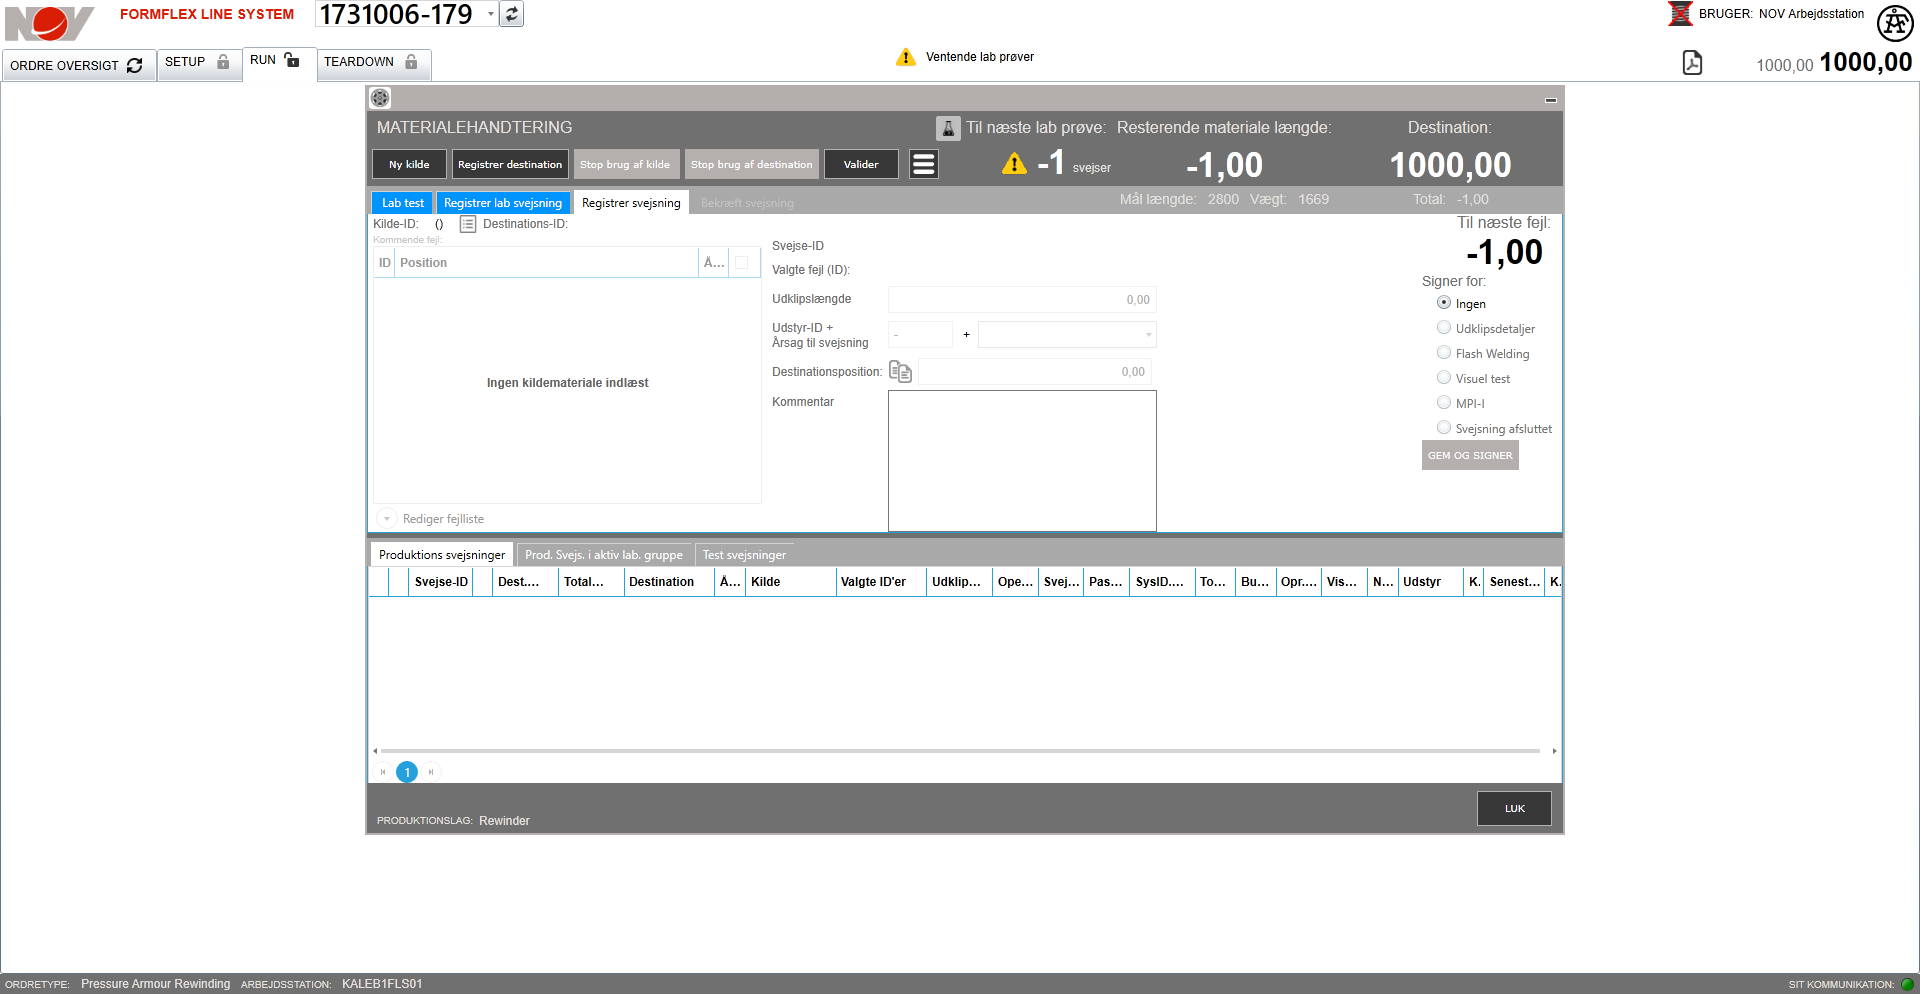 NOV
FORMFLEX LINE SYSTEM
1731006-179
BRUGER: NOV Arbejdsstation
ORDRE OVERSIGT
SETUP
RUN
TEARDOWN
Ventende lab prøver
1000,00 1000,00
MATERIALEHANDTERING
Til næste lab prøve:
Resterende materiale længde:
Destination:
Ny kilde
Registrer destination
Stop brug af kilde
Stop brug af destination
Valider
-1 svejser
-1,00
1000,00
Lab test
Registrer lab svejsning
Registrer svejsning
Bekræft svejsning
Mål længde: 2800 Vægt: 1669
Total: -1,00
Kilde-ID: ()
Destinations-ID:
Til næste fejl:
-1,00
Kommende fejl:
ID Position Å...
Ingen kildemateriale indlæst
Rediger fejlliste
Svejse-ID
Valgte fejl (ID):
Udklipslængde 0,00
Udstyr-ID +
Årsag til svejsning
- +
Destinationsposition: 0,00
Kommentar
Signer for:
Ingen
Udklipsdetaljer
Flash Welding
Visuel test
MPI-I
Svejsning afsluttet
GEM OG SIGNER
Produktions svejsninger
Prod. Svejs. i aktiv lab. gruppe
Test svejsninger
Svejse-ID Dest.... Total... Destination Å... Kilde Valgte ID'er Udklip... Ope... Svej... Pas... SysID.... To... Bu... Opr.... Vis... N... Udstyr K. Senest... K.
1
PRODUKTIONSLAG: Rewinder
LUK
ORDRETYPE: Pressure Armour Rewinding ARBEJDSSTATION: KALEB1FLS01
SIT KOMMUNIKATION: